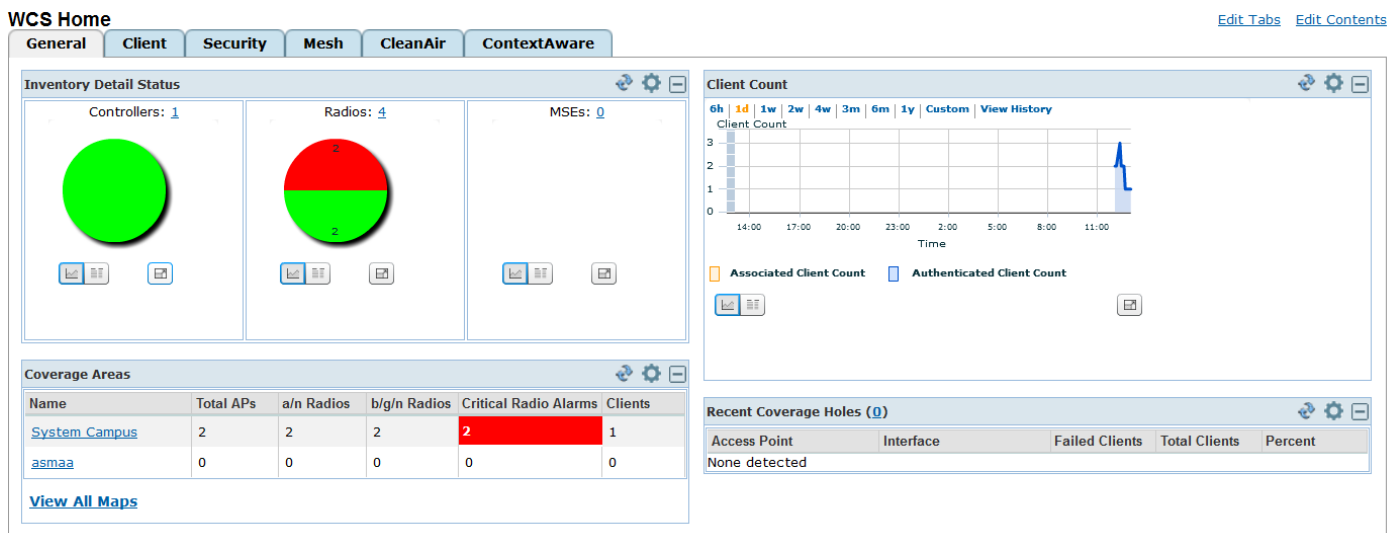 WCS Home
Edit Tabs Edit Contents
General Client Security Mesh CleanAir ContextAware
Inventory Detail Status
Controllers: 1
Radios: 4
MSEs: 0
2
2
Coverage Areas
Name Total APs a/n Radios b/g/n Radios Critical Radio Alarms Clients
System Campus 2 2 2 2 1
asmaa 0 0 0 0 0
View All Maps
Client Count
6h | 1d | 1w | 2w | 4w | 3m | 6m | 1y | Custom | View History
Client Count
3
2
1
0
14:00 17:00 20:00 23:00 2:00 5:00 8:00 11:00
Time
Associated Client Count Authenticated Client Count
Recent Coverage Holes (0)
Access Point Interface Failed Clients Total Clients Percent
None detected